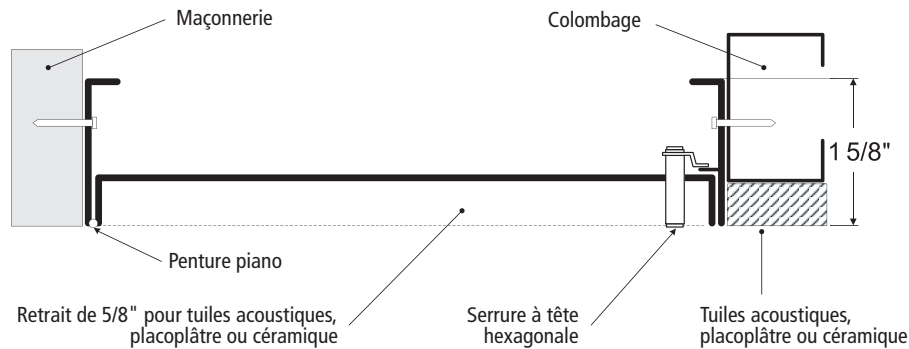 Maçonnerie
Colombage
1 5/8"
Penture piano
Retrait de 5/8" pour tuiles acoustiques,
placoplâtre ou céramique
Serrure à tête
hexagonale
Tuiles acoustiques,
placoplâtre ou céramique